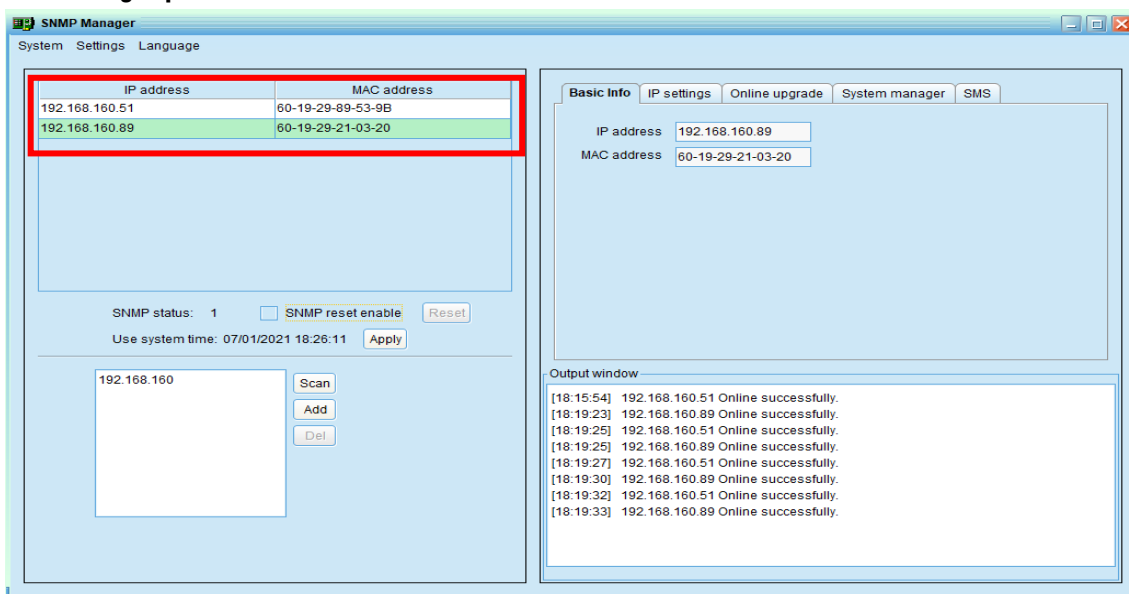 SNMP Manager
System Settings Language
IP address MAC address
192.168.160.51 60-19-29-89-53-9B
192.168.160.89 60-19-29-21-03-20
SNMP status: 1 SNMP reset enable Reset
Use system time: 07/01/2021 18:26:11 Apply
192.168.160
Scan
Add
Del
Basic Info IP settings Online upgrade System manager SMS
IP address 192.168.160.89
MAC address 60-19-29-21-03-20
Output window
[18:15:54] 192.168.160.51 Online successfully.
[18:19:23] 192.168.160.89 Online successfully.
[18:19:25] 192.168.160.51 Online successfully.
[18:19:25] 192.168.160.89 Online successfully.
[18:19:27] 192.168.160.51 Online successfully.
[18:19:30] 192.168.160.89 Online successfully.
[18:19:32] 192.168.160.51 Online successfully.
[18:19:33] 192.168.160.89 Online successfully.